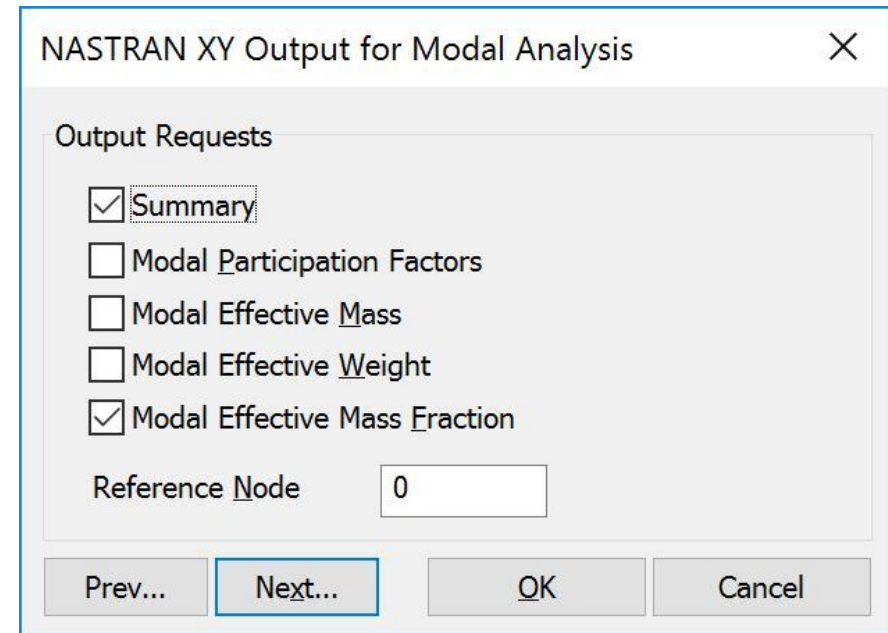 NASTRAN XY Output for Modal Analysis
Output Requests
Summary
Modal Participation Factors
Modal Effective Mass
Modal Effective Weight
Modal Effective Mass Fraction
Reference Node 0
Prev... Next... OK Cancel